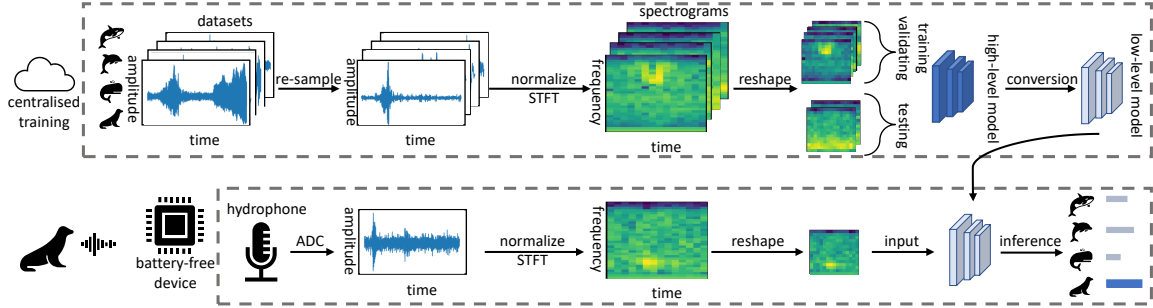 datasets
spectrograms
centralised
training
amplitude
time
re-sample
time
normalize
STFT
frequency
time
reshape
training
validating
testing
high-level model
conversion
low-level model
battery-free
device
hydrophone
ADC
amplitude
time
normalize
STFT
frequency
time
reshape
input
inference